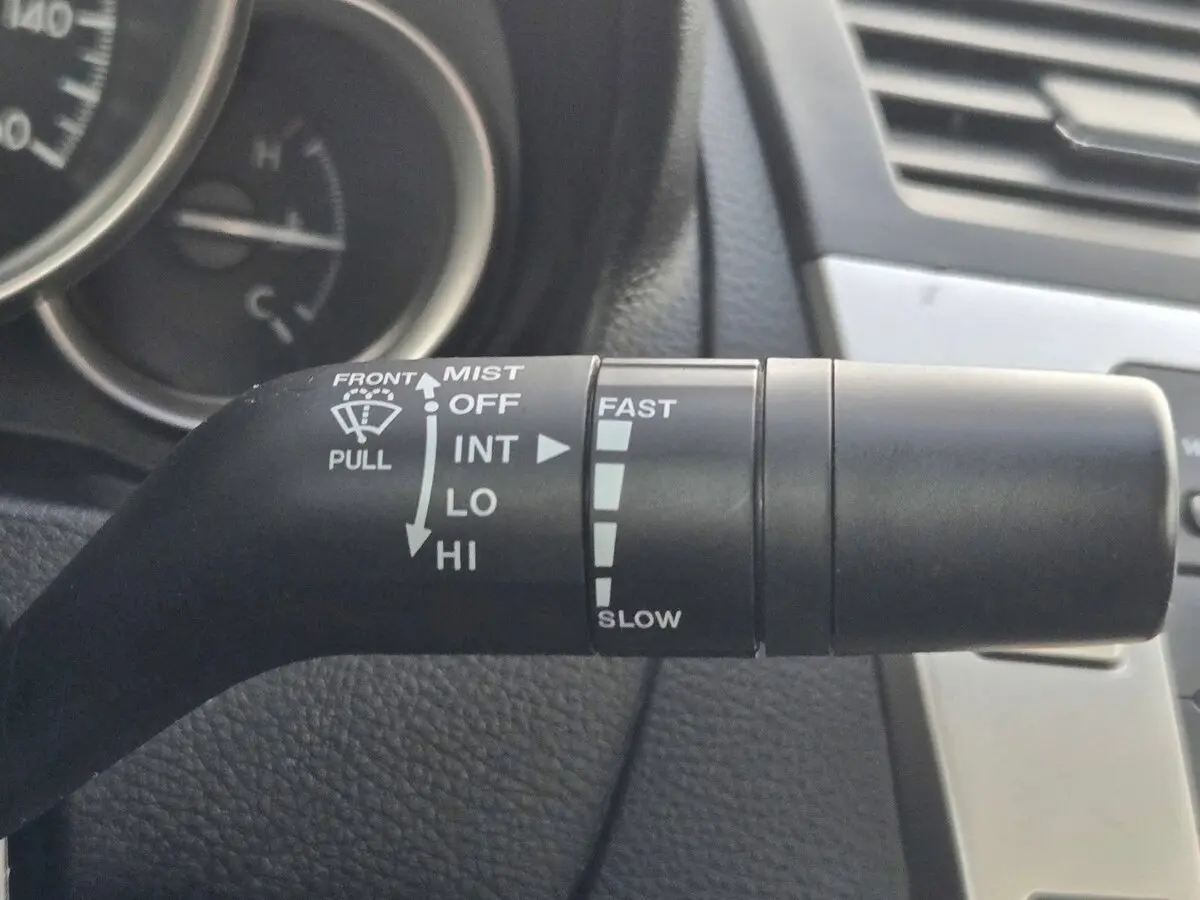 140
H
C
FRONT
PULL
MIST
OFF
INT
LO
HI
FAST
SLOW